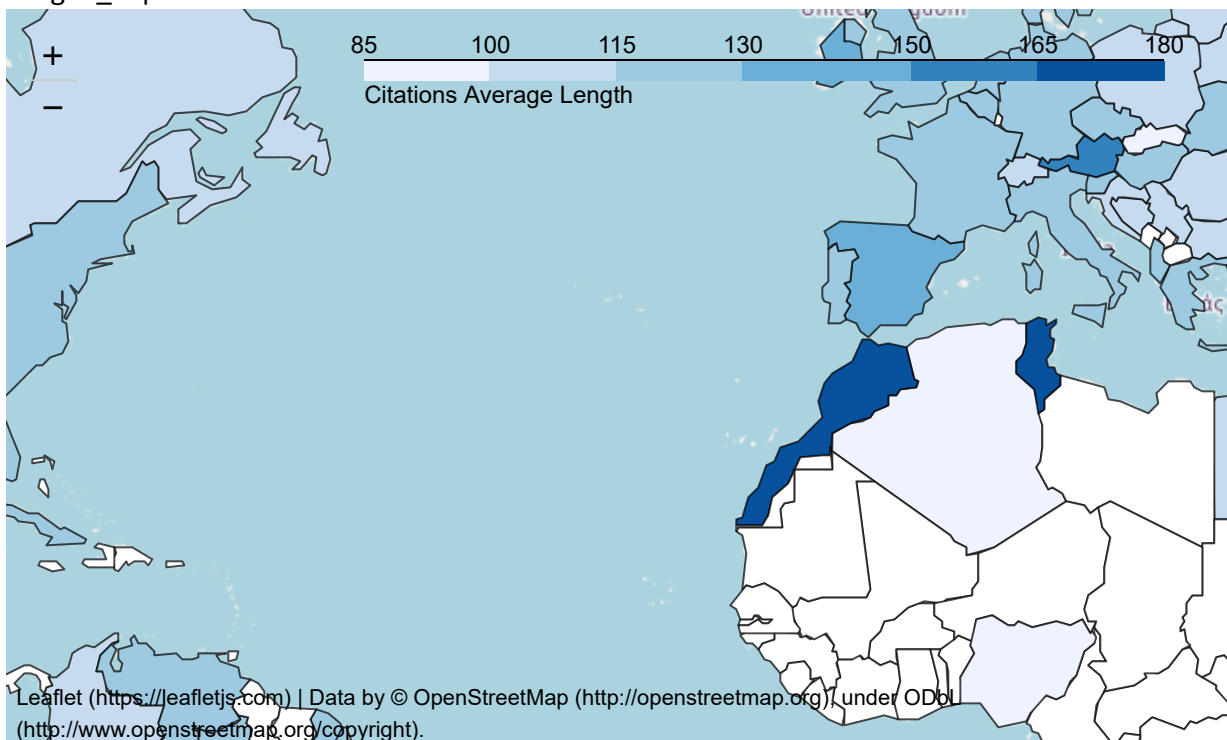 +
−
85 100 115 130 150 165 180
Citations Average Length
Leaflet (https://leafletjs.com) | Data by © OpenStreetMap (http://openstreetmap.org), under ODbL
(http://www.openstreetmap.org/copyright).